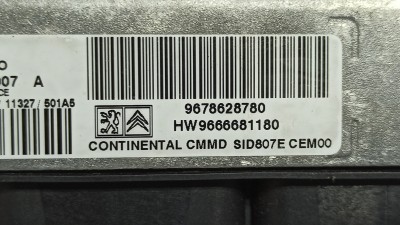 O
007 A
CE
11327/501A5
9678628780
HW9666681180
CONTINENTAL CMMD SID807E CEM00